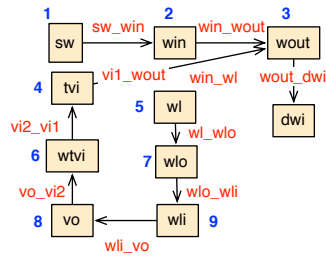 1 2 3
sw_win win_wout
sw win wout
4 vi1_wout win_wl wout_dwi
tvi 5 wl dwi
vi2_vi1 wl_wlo
6 wtvi 7 wlo
vo_vi2 wlo_wli
vo wli
8 wli_vo 9